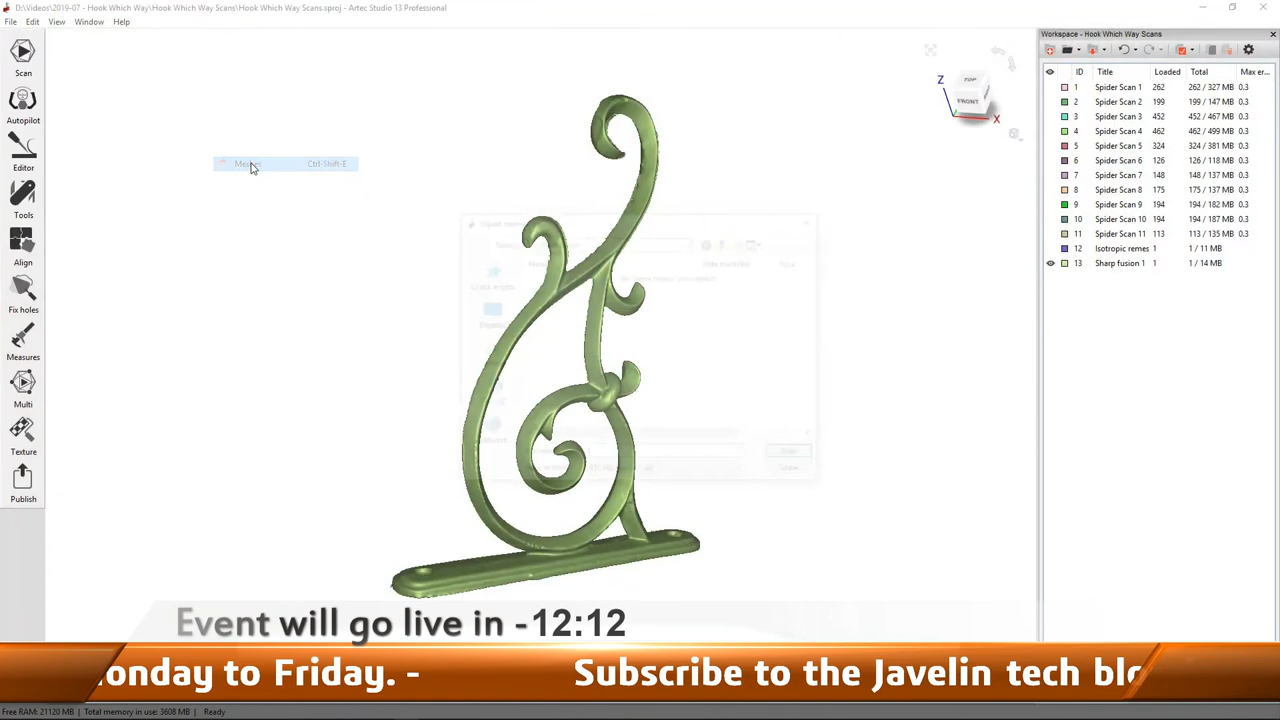 D:\Videos\2019-07 - Hook Which Way\Hook Which Way Scans\Hook Which Way Scans.sproj - Artec Studio 13 Professional
File Edit View Window Help
Workspace - Hook Which Way Scans
Scan
Autopilot
Editor
Tools
Align
Fix holes
Measures
Multi
Texture
Publish
Meshes Ctrl-Shift-E
Z
TOP
FRONT
X
ID Title Loaded Total Max er...
1 Spider Scan 1 262 262 / 327 MB 0.3
2 Spider Scan 2 199 199 / 147 MB 0.3
3 Spider Scan 3 452 452 / 467 MB 0.3
4 Spider Scan 4 462 462 / 499 MB 0.3
5 Spider Scan 5 324 324 / 381 MB 0.3
6 Spider Scan 6 126 126 / 118 MB 0.3
7 Spider Scan 7 148 148 / 137 MB 0.3
8 Spider Scan 8 175 175 / 137 MB 0.3
9 Spider Scan 9 194 194 / 182 MB 0.3
10 Spider Scan 10 194 194 / 187 MB 0.3
11 Spider Scan 11 113 113 / 135 MB 0.3
12 Isotropic remes 1 1 / 11 MB
13 Sharp fusion 1 1 1 / 14 MB
Event will go live in -12:12
onday to Friday. - Subscribe to the Javelin tech blo
Free RAM: 21120 MB | Total memory in use: 3608 MB Ready